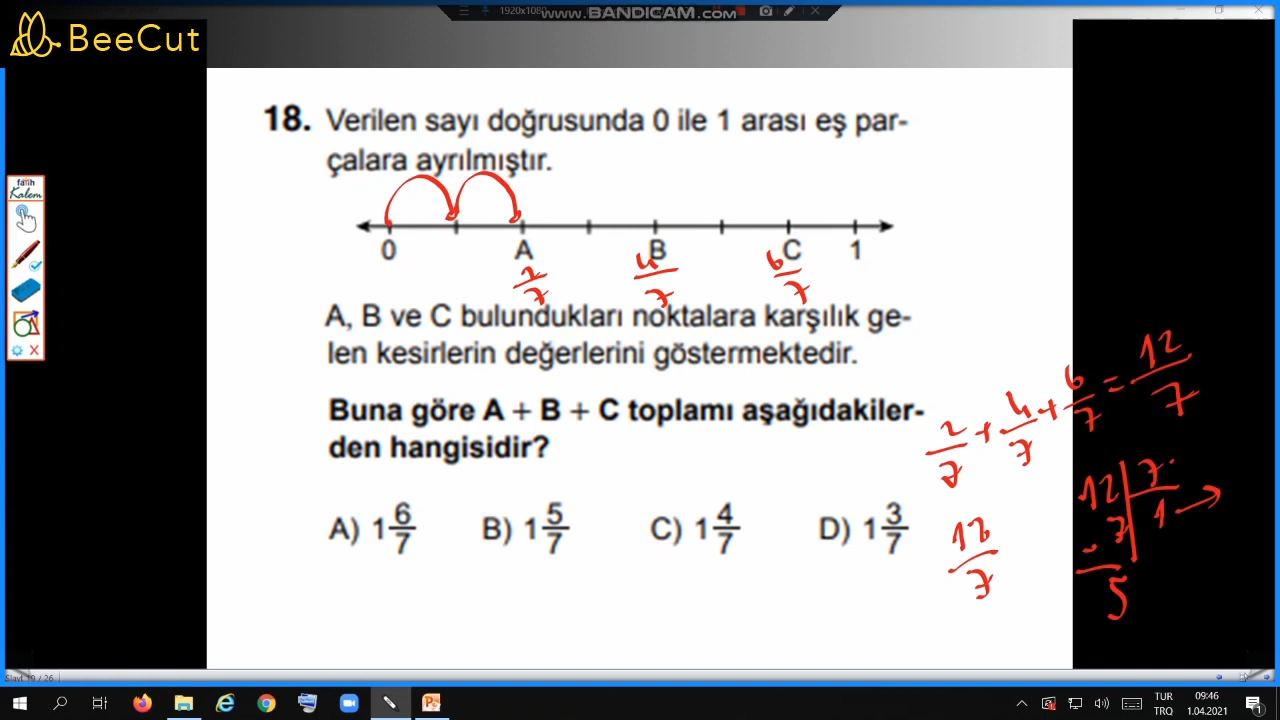 1920x1080
www.BANDICAM.com
BeeCut
18. Verilen sayı doğrusunda 0 ile 1 arası eş par-
çalara ayrılmıştır.
fatih
Kalem
0 A B C 1
2/7 4/7 6/7
A, B ve C bulundukları noktalara karşılık ge-
len kesirlerin değerlerini göstermektedir.
Buna göre A + B + C toplamı aşağıdakiler-
den hangisidir?
2/7 + 4/7 + 6/7 = 12/7
A) 1 6/7 B) 1 5/7 C) 1 4/7 D) 1 3/7
12/7
12 7
- 7 1 →
5
Slayt 19 / 26
TUR 09:46
TRQ 1.04.2021
1